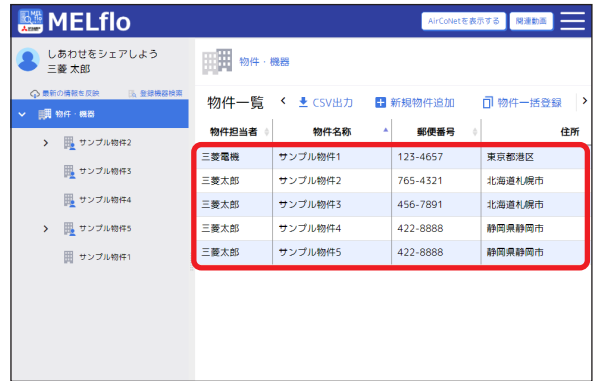 MELflo
AirCoNetを表示する
関連動画
しあわせをシェアしよう
三菱 太郎
最新の情報を反映
登録機器検索
物件・機器
サンプル物件2
サンプル物件3
サンプル物件4
サンプル物件5
サンプル物件1
物件・機器
物件一覧 CSV出力 新規物件追加 物件一括登録
物件担当者 物件名称 郵便番号 住所
三菱電機 サンプル物件1 123-4657 東京都港区
三菱太郎 サンプル物件2 765-4321 北海道札幌市
三菱太郎 サンプル物件3 456-7891 北海道札幌市
三菱太郎 サンプル物件4 422-8888 静岡県静岡市
三菱太郎 サンプル物件5 422-8888 静岡県静岡市